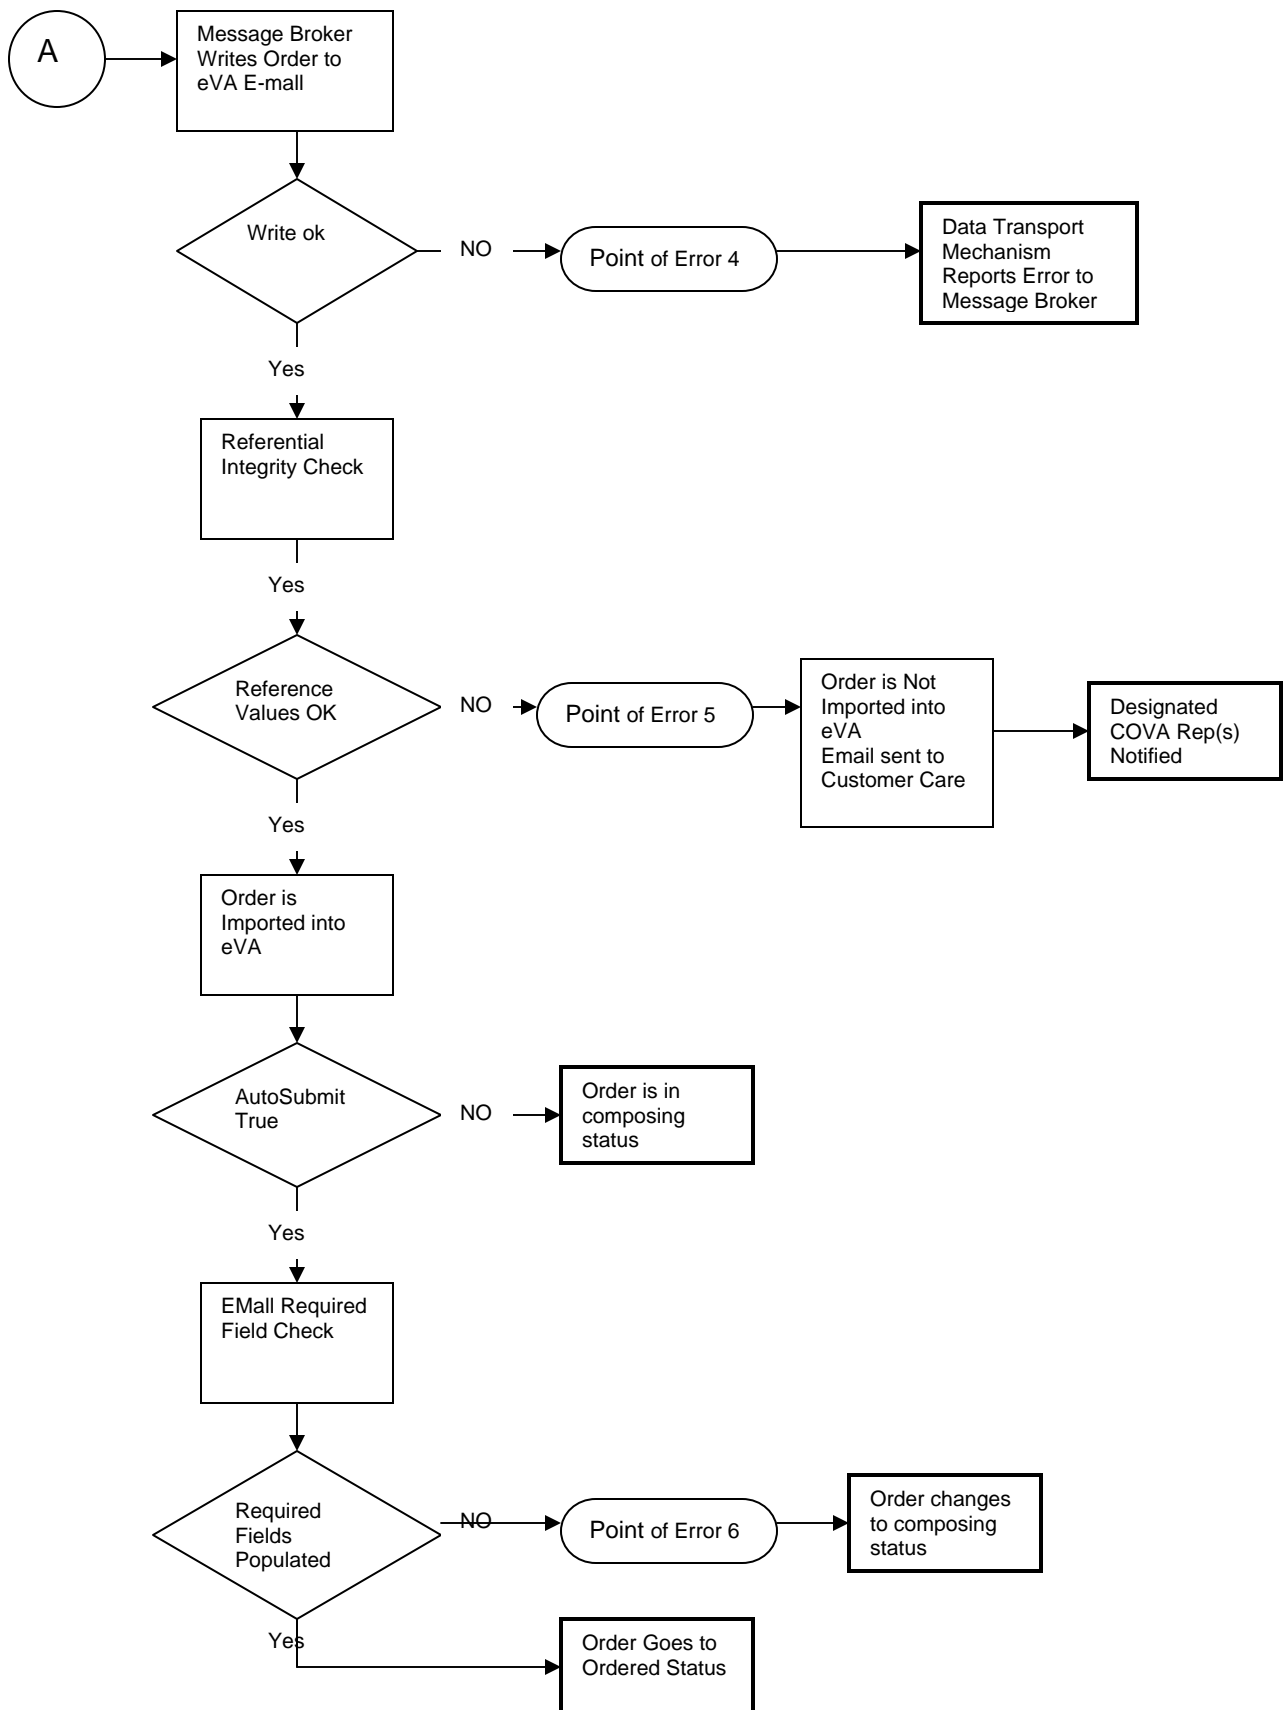 A
Message Broker
Writes Order to
eVA E-mall
Write ok
NO
Point of Error 4
Data Transport
Mechanism
Reports Error to
Message Broker
Yes
Referential
Integrity Check
Yes
Reference
Values OK
NO
Point of Error 5
Order is Not
Imported into
eVA
Email sent to
Customer Care
Designated
COVA Rep(s)
Notified
Yes
Order is
Imported into
eVA
AutoSubmit
True
NO
Order is in
composing
status
Yes
EMall Required
Field Check
Required
Fields
Populated
NO
Point of Error 6
Order changes
to composing
status
Yes
Order Goes to
Ordered Status